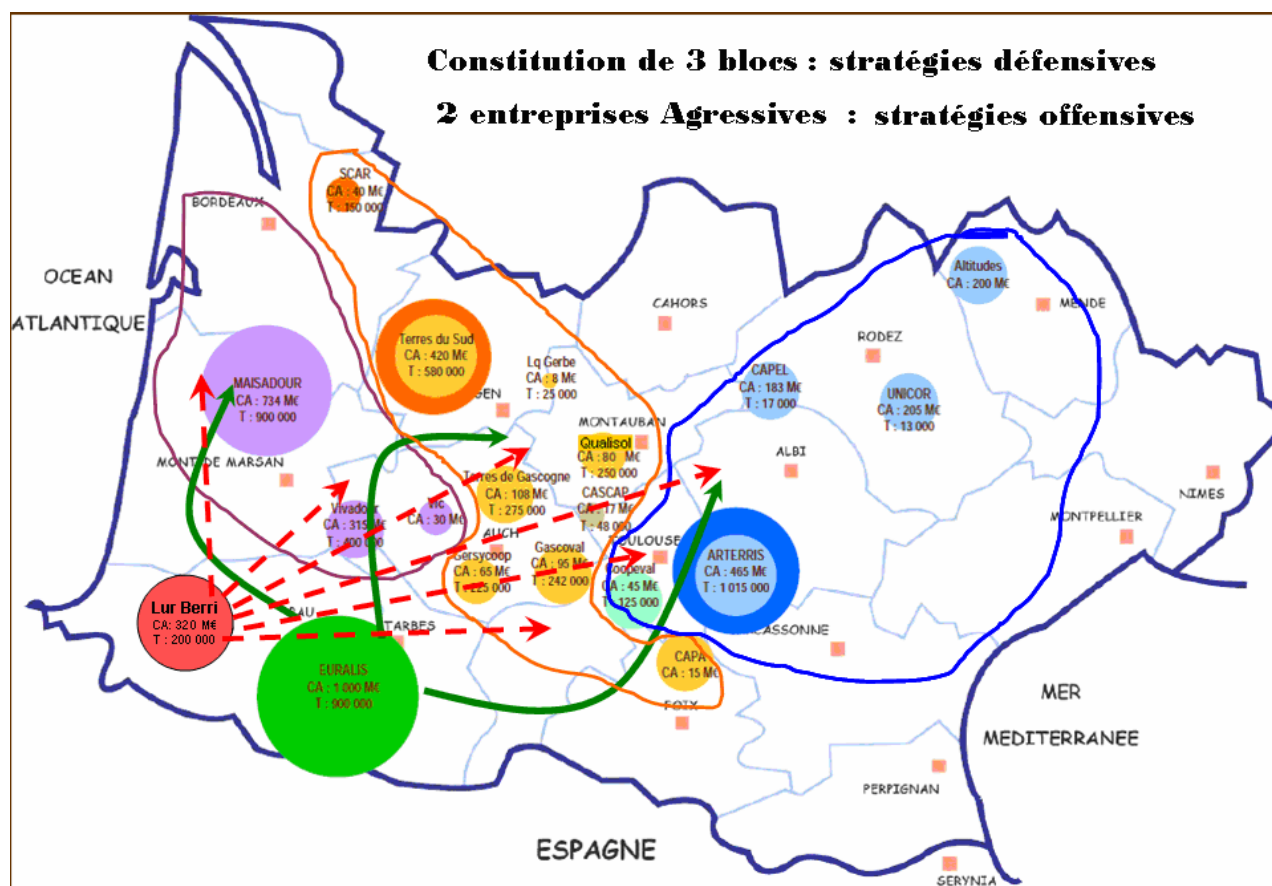 Constitution de 3 blocs : stratégies défensives
2 entreprises Agressives : stratégies offensives
SCAR
CA : 40 M€
T : 150 000
BORDEAUX
OCEAN
ATLANTIQUE
Altitudes
CA : 200 M€
MENDE
CAHORS
RODEZ
Terres du Sud
CA : 420 M€
T : 580 000
Lq Gerbe
CA : 8 M€
T : 25 000
MAISADOUR
CA : 734 M€
T : 900 000
CAPEL
CA : 183 M€
T : 17 000
UNICOR
CA : 205 M€
T : 13 000
GEN
MONTAUBAN
Qualisol
CA : 80 M€
T : 250 000
ALBI
MONT DE MARSAN
Terres de Gascogne
CA : 108 M€
T : 275 000
CASCAP
CA : 17 M€
T : 48 000
NIMES
MONTPELLIER
Vivadour
CA : 315 M€
T : 400 000
Vic
CA : 30 M€
AUCH
TOULOUSE
Gersycoop
CA : 65 M€
T : 225 000
Gascoval
CA : 95 M€
T : 242 000
Coopeval
CA : 45 M€
T : 125 000
ARTERRIS
CA : 465 M€
T : 1 015 000
Lur Berri
CA: 320 M€
T : 200 000
PAU
TARBES
CASSONNE
CAPA
CA : 15 M€
EURALIS
CA : 1 000 M€
T : 900 000
FOIX
MER
MEDITERRANEE
PERPIGNAN
ESPAGNE
SERYNIA